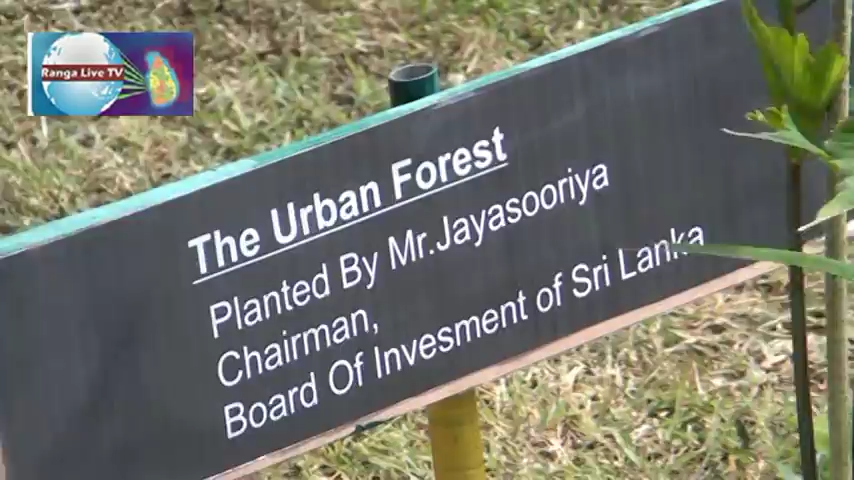 Ranga Live TV
The Urban Forest
Planted By Mr.Jayasooriya
Chairman,
Board Of Invesment of Sri Lanka